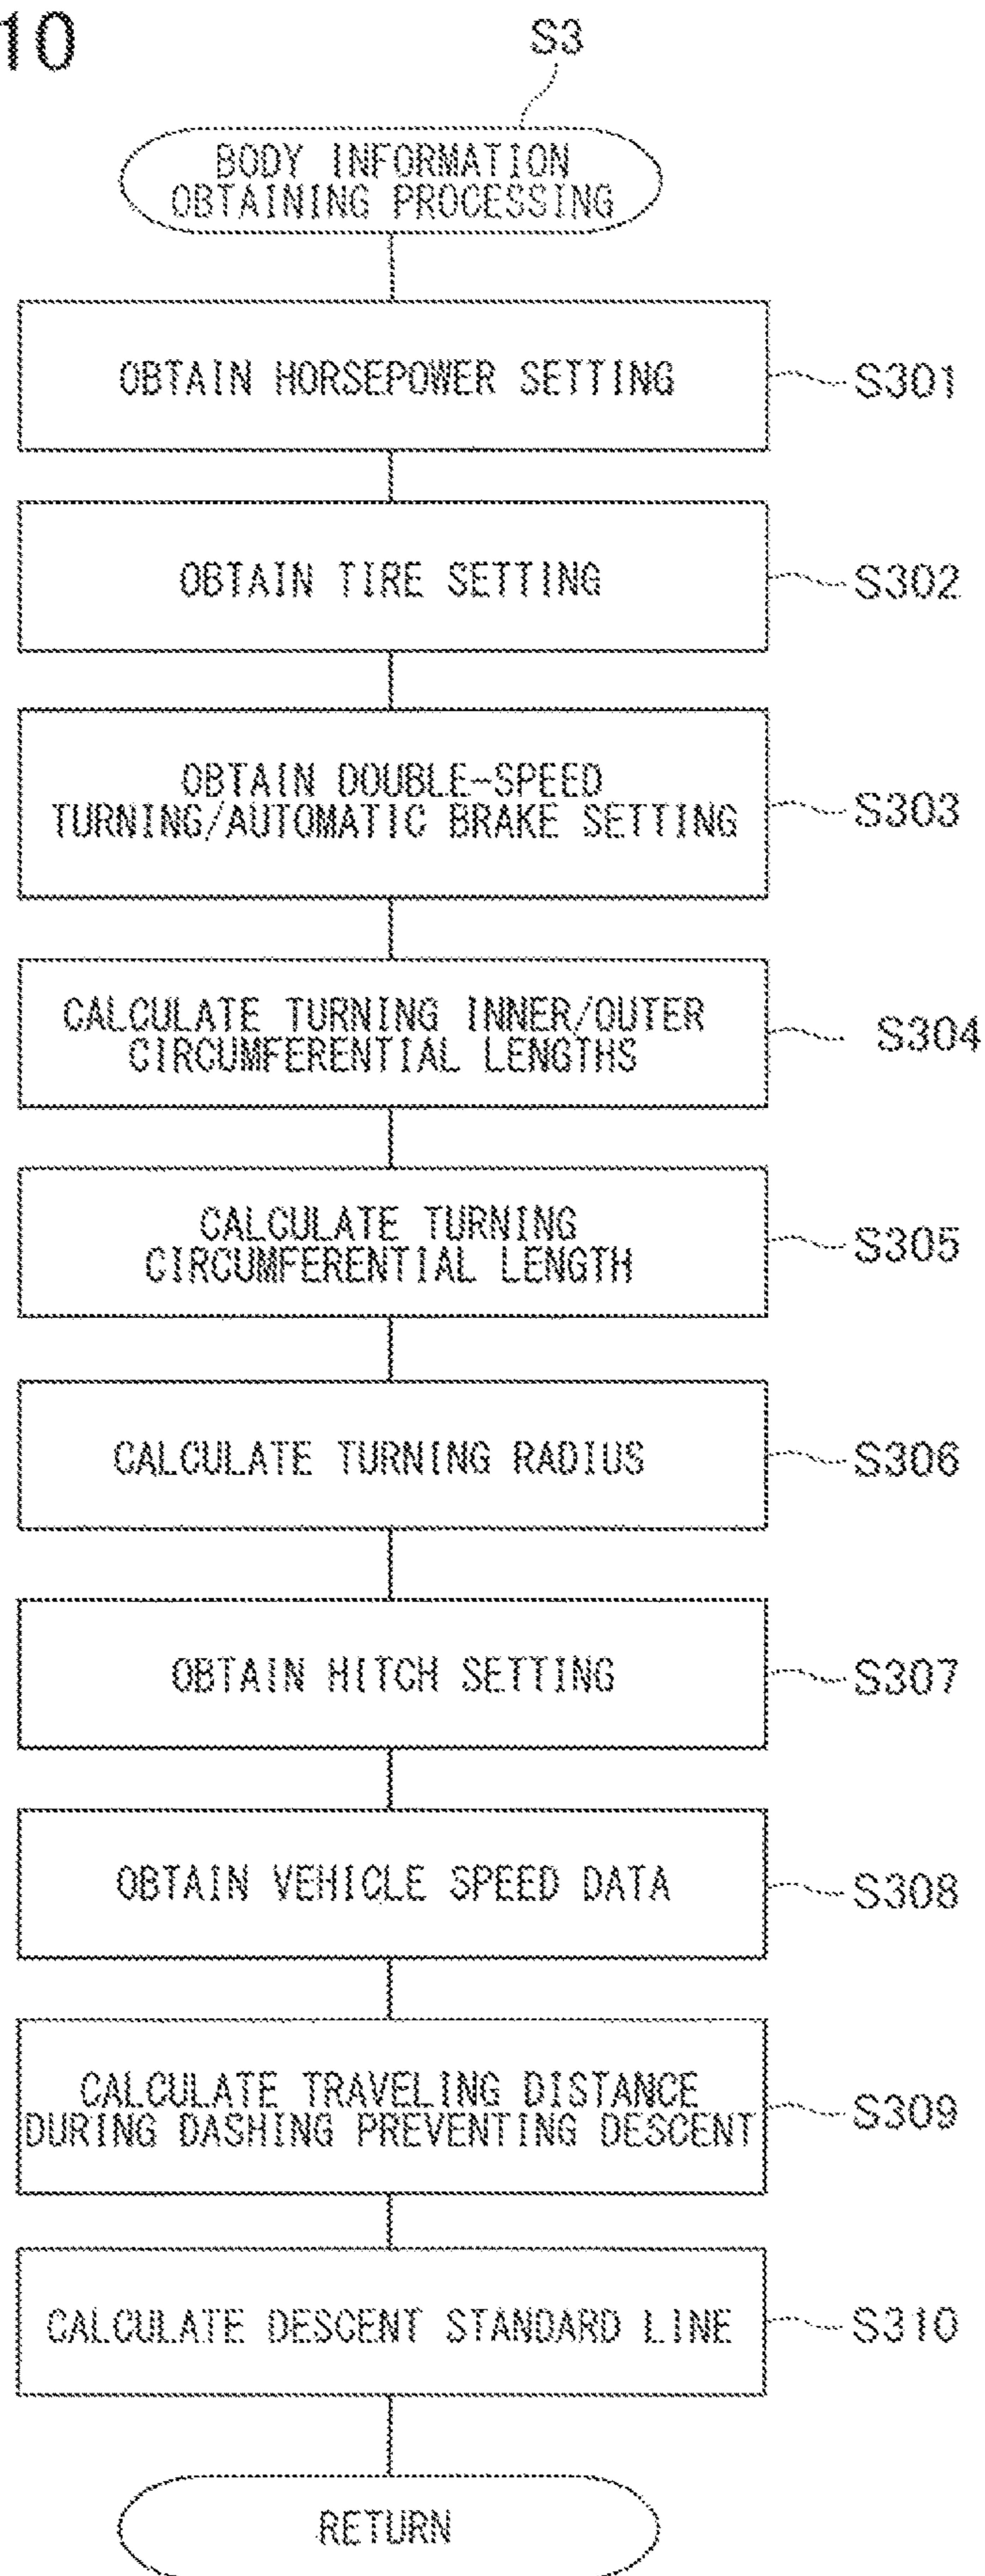 10
S3
BODY INFORMATION
OBTAINING PROCESSING
OBTAIN HORSEPOWER SETTING
S301
OBTAIN TIRE SETTING
S302
OBTAIN DOUBLE-SPEED
TURNING/AUTOMATIC BRAKE SETTING
S303
CALCULATE TURNING INNER/OUTER
CIRCUMFERENTIAL LENGTHS
S304
CALCULATE TURNING
CIRCUMFERENTIAL LENGTH
S305
CALCULATE TURNING RADIUS
S306
OBTAIN HITCH SETTING
S307
OBTAIN VEHICLE SPEED DATA
S308
CALCULATE TRAVELING DISTANCE
DURING DASHING PREVENTING DESCENT
S309
CALCULATE DESCENT STANDARD LINE
S310
RETURN